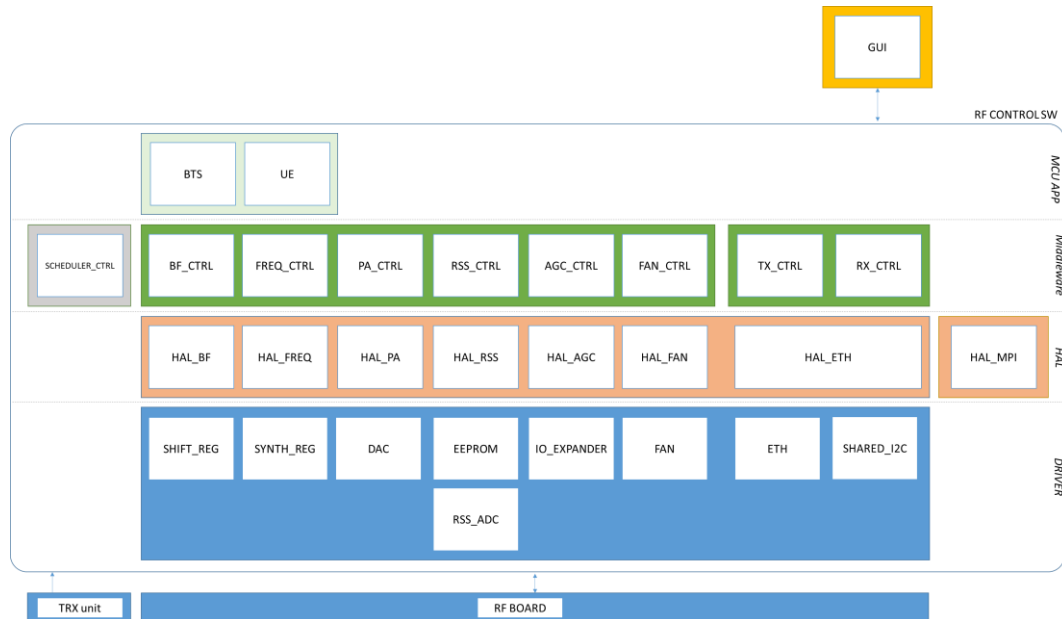 GUI
RF CONTROL SW
BTS
UE
MCU APP
SCHEDULER_CTRL
BF_CTRL
FREQ_CTRL
PA_CTRL
RSS_CTRL
AGC_CTRL
FAN_CTRL
TX_CTRL
RX_CTRL
Middleware
HAL_BF
HAL_FREQ
HAL_PA
HAL_RSS
HAL_AGC
HAL_FAN
HAL_ETH
HAL_MPI
HAL
SHIFT_REG
SYNTH_REG
DAC
EEPROM
IO_EXPANDER
FAN
ETH
SHARED_I2C
DRIVER
RSS_ADC
TRX unit
RF BOARD